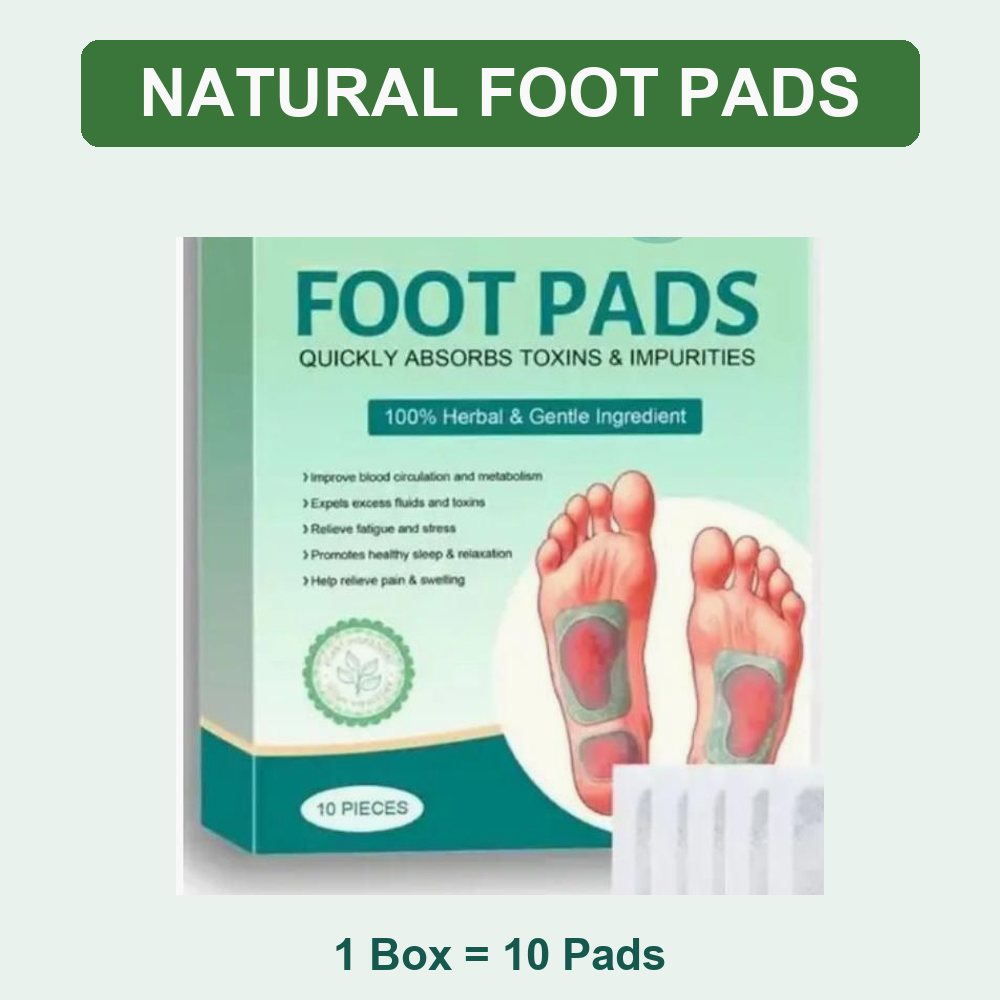 NATURAL FOOT PADS
FOOT PADS
QUICKLY ABSORBS TOXINS & IMPURITIES
100% Herbal & Gentle Ingredient
Improve blood circulation and metabolism
Expels excess fluids and toxins
Relieve fatigue and stress
Promotes healthy sleep & relaxation
Help relieve pain & swelling
10 PIECES
1 Box = 10 Pads